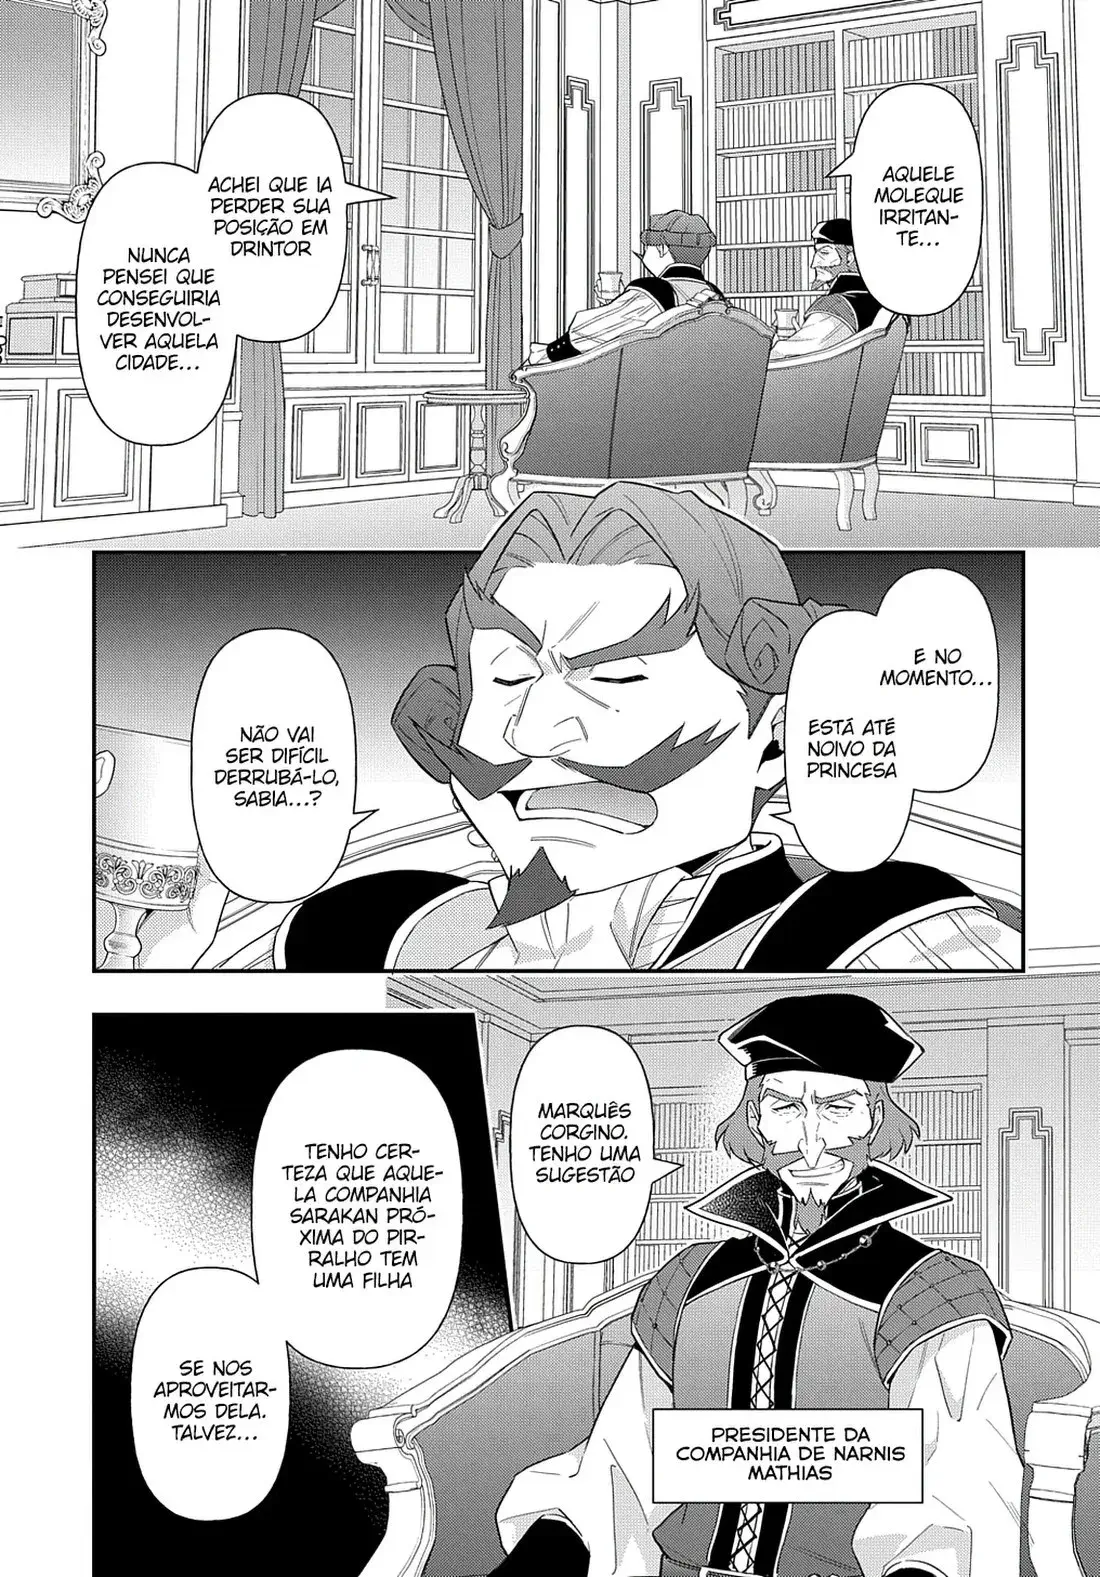 AQUELE
MOLEQUE
IRRITAN-
TE...
ACHEI QUE IA
PERDER SUA
POSIÇÃO EM
DRINTOR
NUNCA
PENSEI QUE
CONSEGUIRIA
DESENVOL-
VER AQUELA
CIDADE...
E NO
MOMENTO...
ESTÁ ATÉ
NOIVO DA
PRINCESA
NÃO VAI
SER DIFÍCIL
DERRUBÁ-LO,
SABIA...?
MARQUÊS
CORGINO.
TENHO UMA
SUGESTÃO
TENHO CER-
TEZA QUE AQUE-
LA COMPANHIA
SARAKAN PRÓ-
XIMA DO PIR-
RALHO TEM
UMA FILHA
SE NOS
APROVEITAR-
MOS DELA.
TALVEZ...
PRESIDENTE DA
COMPANHIA DE NARNIS
MATHIAS